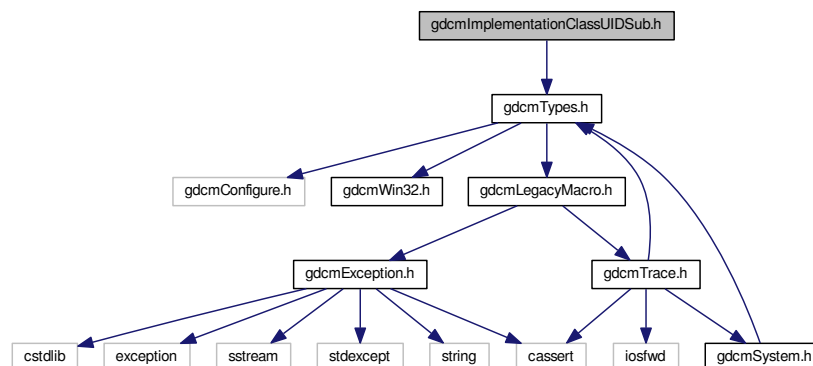 gdcmImplementationClassUIDSub.h
gdcmTypes.h
gdcmConfigure.h
gdcmWin32.h
gdcmLegacyMacro.h
gdcmException.h
gdcmTrace.h
cstdlib
exception
sstream
stdexcept
string
cassert
iosfwd
gdcmSystem.h